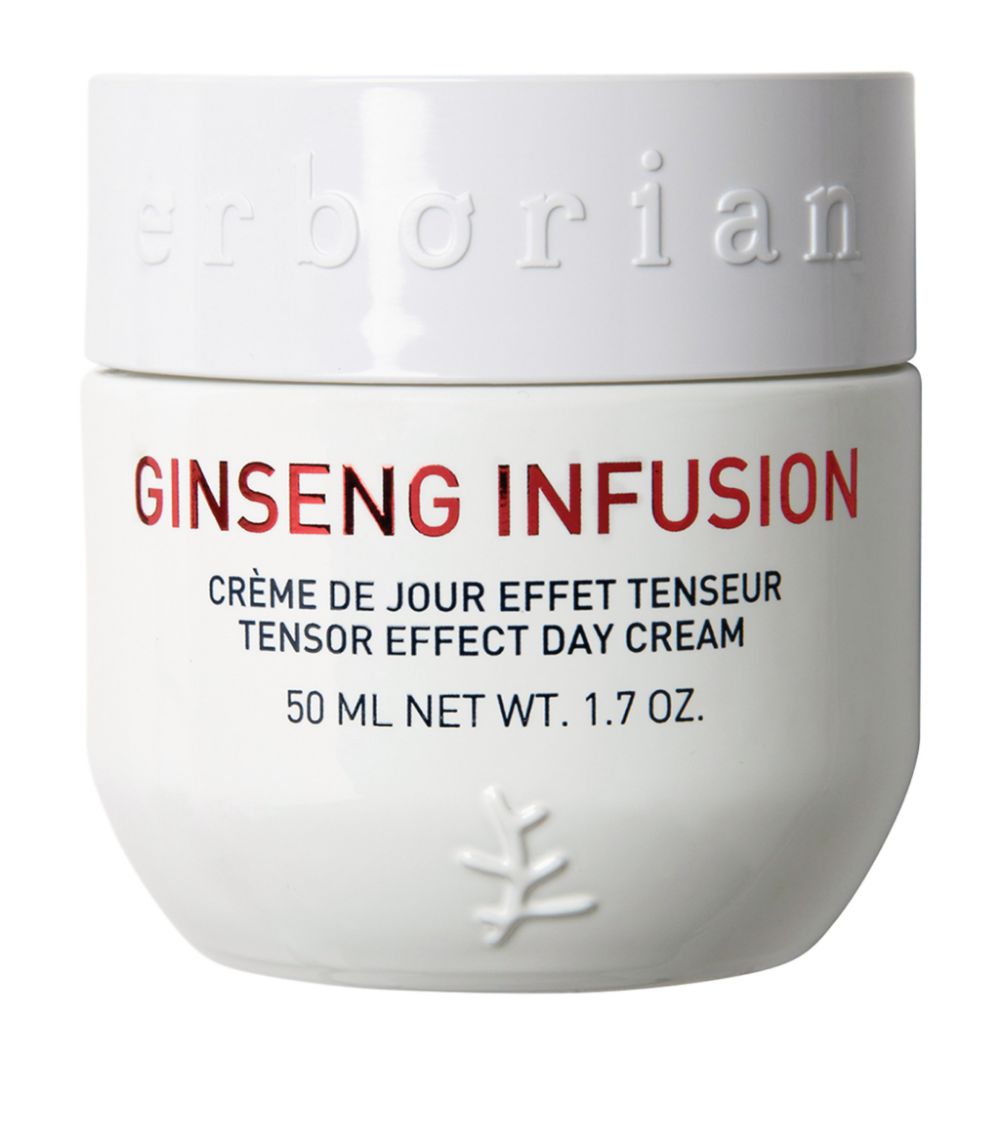 erborian
GINSENG INFUSION
CRÈME DE JOUR EFFET TENSEUR
TENSOR EFFECT DAY CREAM
50 ML NET WT. 1.7 OZ.